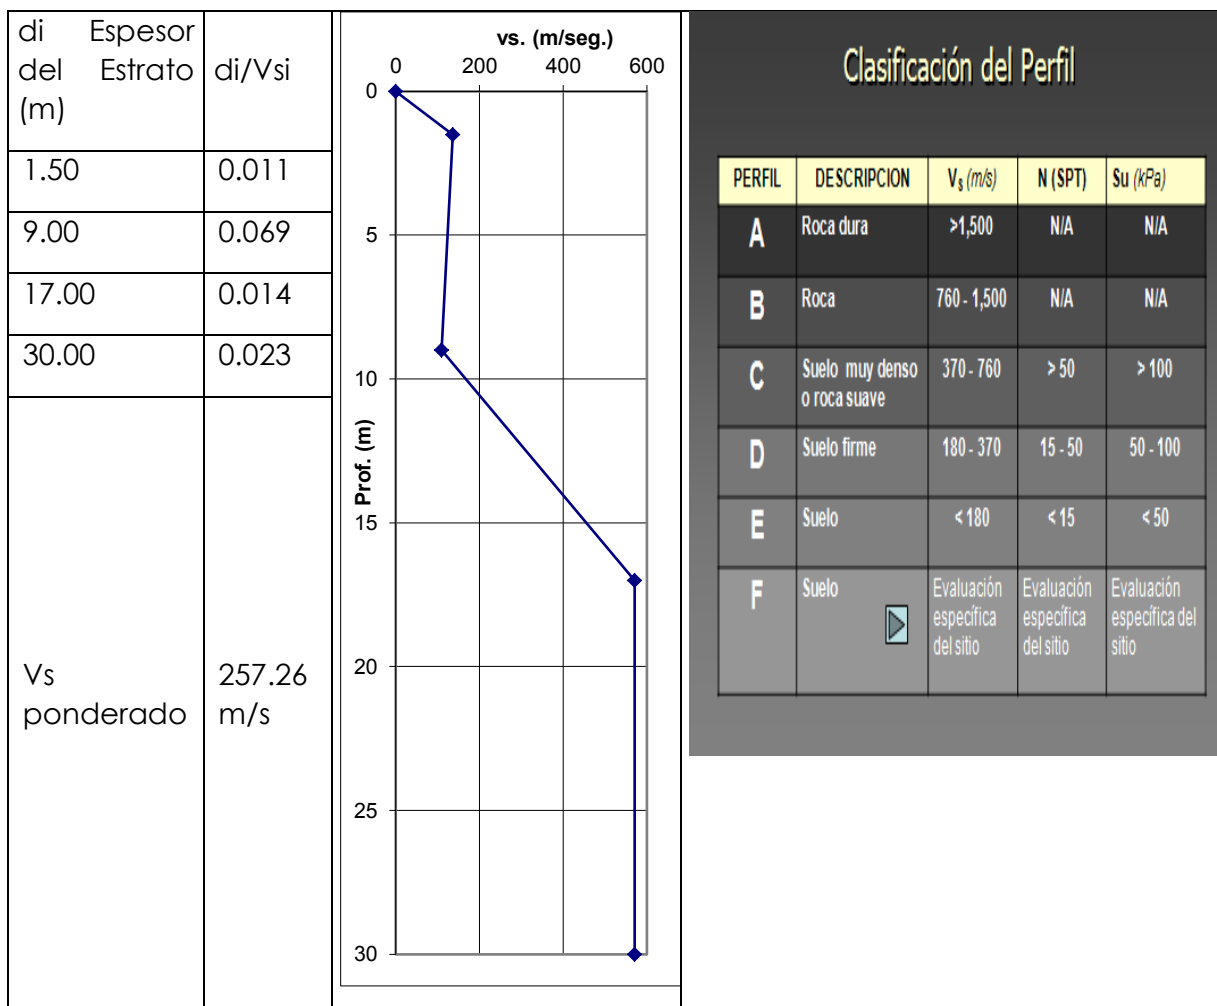 di Espesor
del Estrato
(m)
di/Vsi
1.50
0.011
9.00
0.069
17.00
0.014
30.00
0.023
Vs
ponderado
257.26
m/s
vs. (m/seg.)
0
200
400
600
0
5
10
15
20
25
30
Prof. (m)
Clasificación del Perfil
PERFIL
DESCRIPCION
Vs (m/s)
N (SPT)
Su (kPa)
A
Roca dura
>1,500
N/A
N/A
B
Roca
760 - 1,500
N/A
N/A
C
Suelo muy denso
o roca suave
370 - 760
> 50
> 100
D
Suelo firme
180 - 370
15 - 50
50 - 100
E
Suelo
< 180
< 15
< 50
F
Suelo
Evaluación
específica
del sitio
Evaluación
específica
del sitio
Evaluación
específica del
sitio